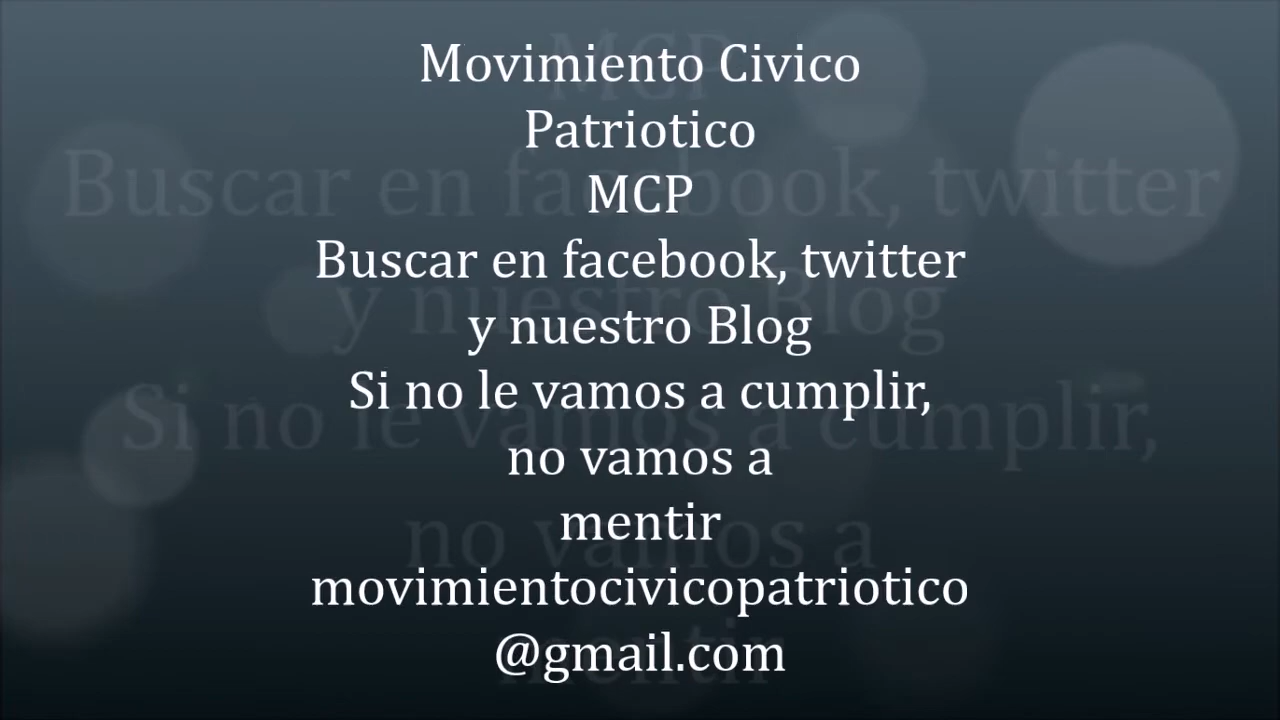 Movimiento Civico
Patriotico
MCP
Buscar en facebook, twitter
y nuestro Blog
Si no le vamos a cumplir,
no vamos a
mentir
movimientocivicopatriotico
@gmail.com